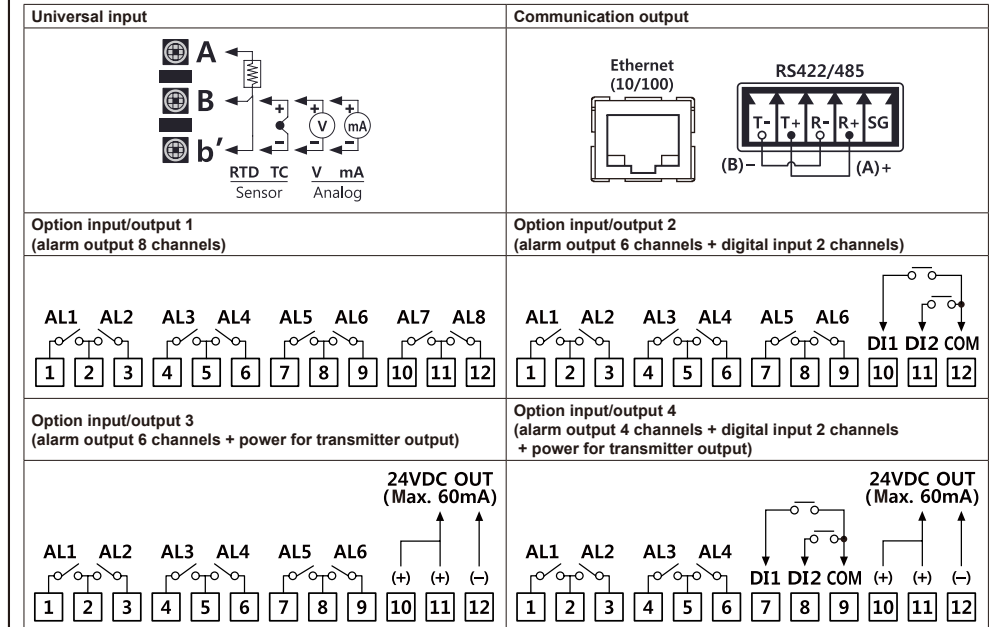 Universal input
Communication output
A
B
b′
+ + 
V mA
- - -
RTD TC V mA
Sensor Analog
Ethernet
(10/100)
RS422/485
T- T+ R- R+ SG
(B)- (A)+
Option input/output 1
(alarm output 8 channels)
Option input/output 2
(alarm output 6 channels + digital input 2 channels)
AL1 AL2 AL3 AL4 AL5 AL6 AL7 AL8
1 2 3 4 5 6 7 8 9 10 11 12
AL1 AL2 AL3 AL4 AL5 AL6 DI1 DI2 COM
1 2 3 4 5 6 7 8 9 10 11 12
Option input/output 3
(alarm output 6 channels + power for transmitter output)
Option input/output 4
(alarm output 4 channels + digital input 2 channels
+ power for transmitter output)
24VDC OUT
(Max. 60mA)
AL1 AL2 AL3 AL4 AL5 AL6 (+) (+) (−)
1 2 3 4 5 6 7 8 9 10 11 12
24VDC OUT
(Max. 60mA)
AL1 AL2 AL3 AL4 DI1 DI2 COM (+) (+) (−)
1 2 3 4 5 6 7 8 9 10 11 12